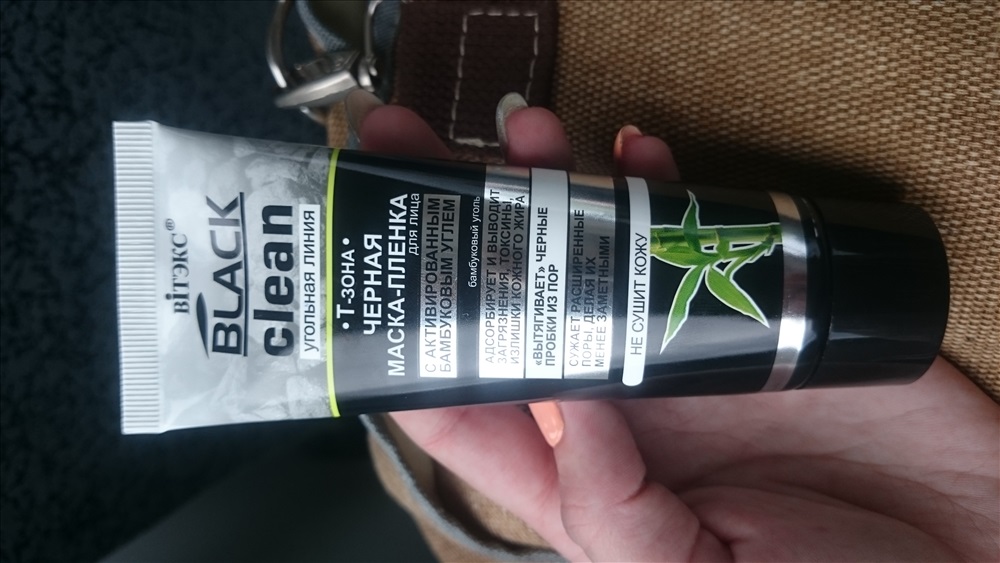 BIТЭКС®
BLACK
clean
угольная линия
•Т-ЗОНА•
ЧЕРНАЯ
МАСКА-ПЛЕНКА
для лица
С АКТИВИРОВАННЫМ
БАМБУКОВЫМ УГЛЕМ
бамбуковый уголь
АДСОРБИРУЕТ И ВЫВОДИТ
ЗАГРЯЗНЕНИЯ, ТОКСИНЫ,
ИЗЛИШКИ КОЖНОГО ЖИРА
«ВЫТЯГИВАЕТ» ЧЕРНЫЕ
ПРОБКИ ИЗ ПОР
СУЖАЕТ РАСШИРЕННЫЕ
ПОРЫ, ДЕЛАЯ ИХ
МЕНЕЕ ЗАМЕТНЫМИ
НЕ СУШИТ КОЖУ